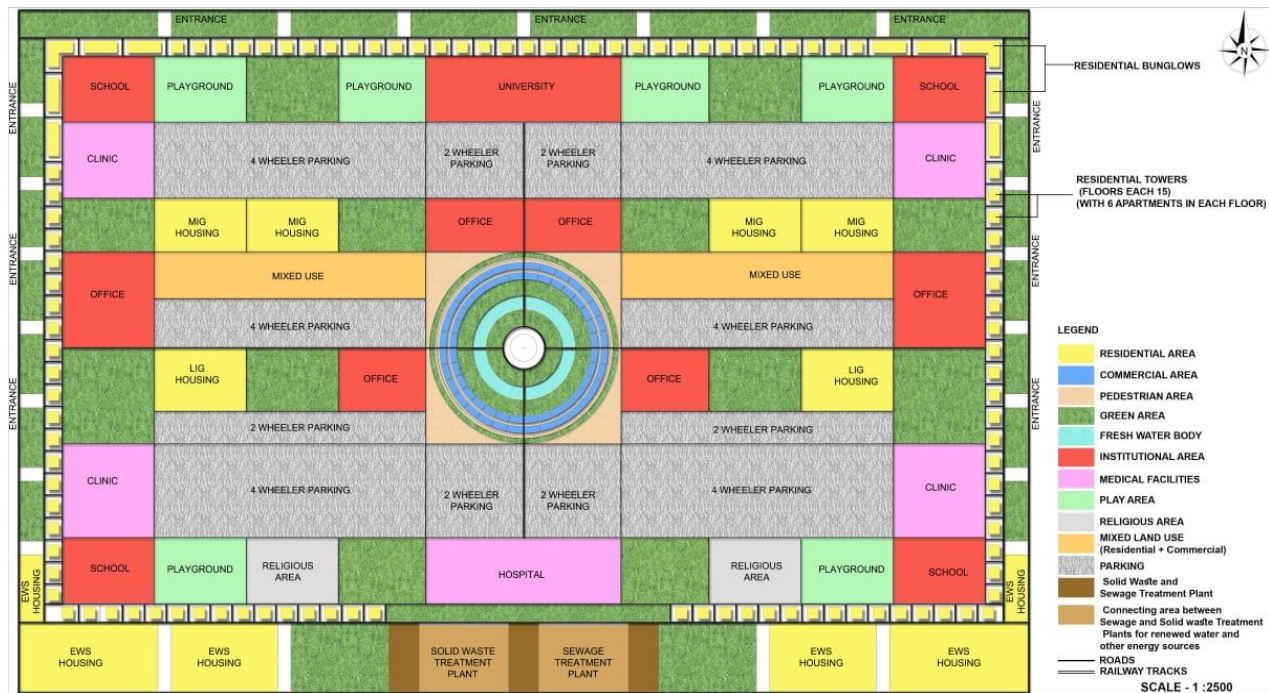 ENTRANCE
ENTRANCE
ENTRANCE
N
RESIDENTIAL BUNGLOWS
SCHOOL
PLAYGROUND
PLAYGROUND
UNIVERSITY
PLAYGROUND
PLAYGROUND
SCHOOL
ENTRANCE
ENTRANCE
CLINIC
4 WHEELER PARKING
2 WHEELER
PARKING
2 WHEELER
PARKING
4 WHEELER PARKING
CLINIC
RESIDENTIAL TOWERS
(FLOORS EACH 15)
(WITH 6 APARTMENTS IN EACH FLOOR)
MIG
HOUSING
MIG
HOUSING
OFFICE
OFFICE
MIG
HOUSING
MIG
HOUSING
ENTRANCE
ENTRANCE
OFFICE
MIXED USE
MIXED USE
OFFICE
4 WHEELER PARKING
4 WHEELER PARKING
LIG
HOUSING
OFFICE
OFFICE
LIG
HOUSING
ENTRANCE
ENTRANCE
2 WHEELER PARKING
2 WHEELER PARKING
CLINIC
4 WHEELER PARKING
2 WHEELER
PARKING
2 WHEELER
PARKING
4 WHEELER PARKING
CLINIC
SCHOOL
PLAYGROUND
RELIGIOUS
AREA
HOSPITAL
RELIGIOUS
AREA
PLAYGROUND
SCHOOL
EWS
HOUSING
EWS
HOUSING
EWS
HOUSING
EWS
HOUSING
SOLID WASTE
TREATMENT
PLANT
SEWAGE
TREATMENT
PLANT
EWS
HOUSING
EWS
HOUSING
LEGEND
RESIDENTIAL AREA
COMMERCIAL AREA
PEDESTRIAN AREA
GREEN AREA
FRESH WATER BODY
INSTITUTIONAL AREA
MEDICAL FACILITIES
PLAY AREA
RELIGIOUS AREA
MIXED LAND USE
(Residential + Commercial)
PARKING
Solid Waste and
Sewage Treatment Plant
Connecting area between
Sewage and Solid waste Treatment
Plants for renewed water and
other energy sources
ROADS
RAILWAY TRACKS
SCALE - 1 :2500